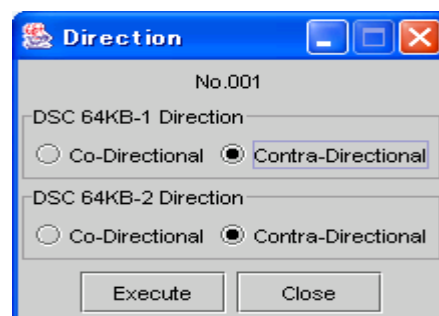 Direction
No.001
DSC 64KB-1 Direction
Co-Directional Contra-Directional
DSC 64KB-2 Direction
Co-Directional Contra-Directional
Execute Close